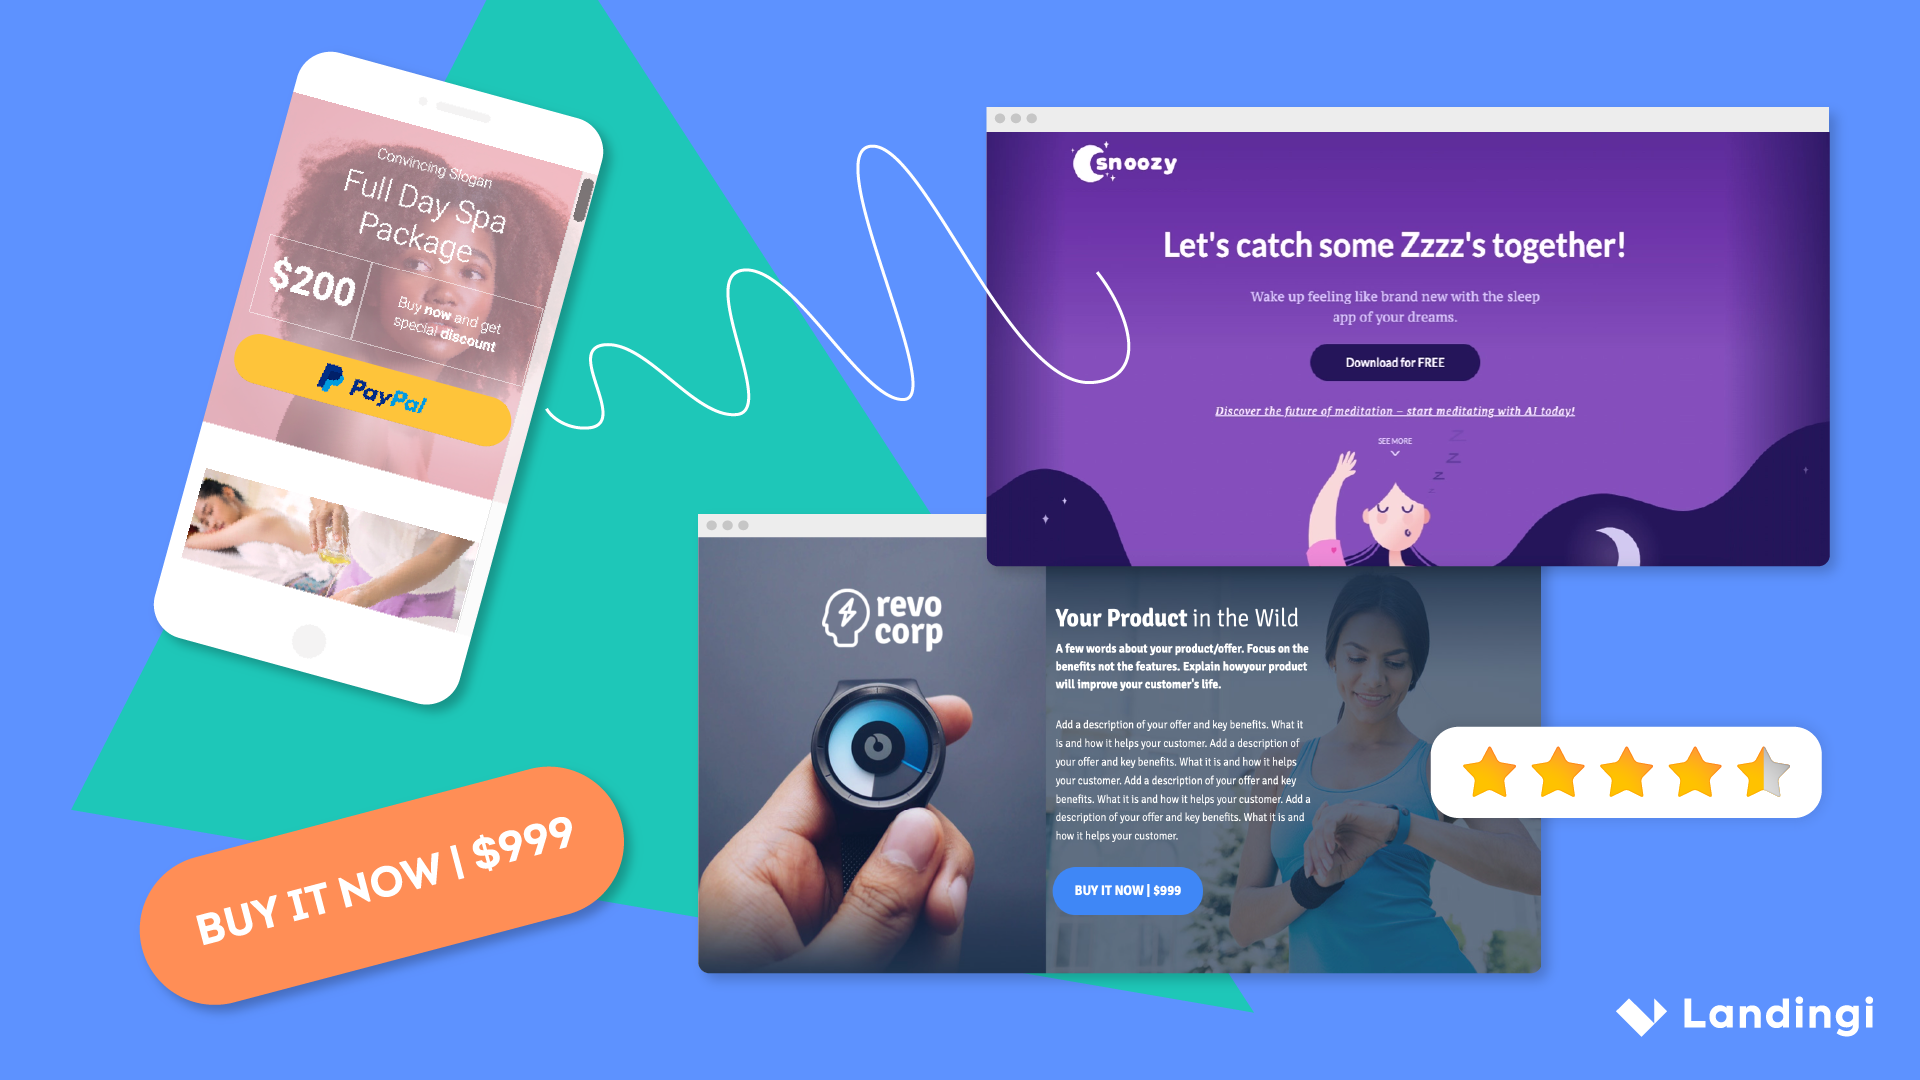 Convincing Slogan
Full Day Spa
Package
$200
Buy now and get
special discount
PayPal
snoozy
Let's catch some Zzzz's together!
Wake up feeling like brand new with the sleep
app of your dreams.
Download for FREE
Discover the future of meditation – start meditating with AI today!
SEE MORE
Z
Z
Z
Z
revo
corp
Your Product in the Wild
A few words about your product/offer. Focus on the
benefits not the features. Explain howyour product
will improve your customer's life.
Add a description of your offer and key benefits. What it
is and how it helps your customer. Add a description of
your offer and key benefits. What it is and how it helps
your customer. Add a description of your offer and key
benefits. What it is and how it helps your customer. Add a
description of your offer and key benefits. What it is and
how it helps your customer.
BUY IT NOW | $999
BUY IT NOW | $999
Landingi